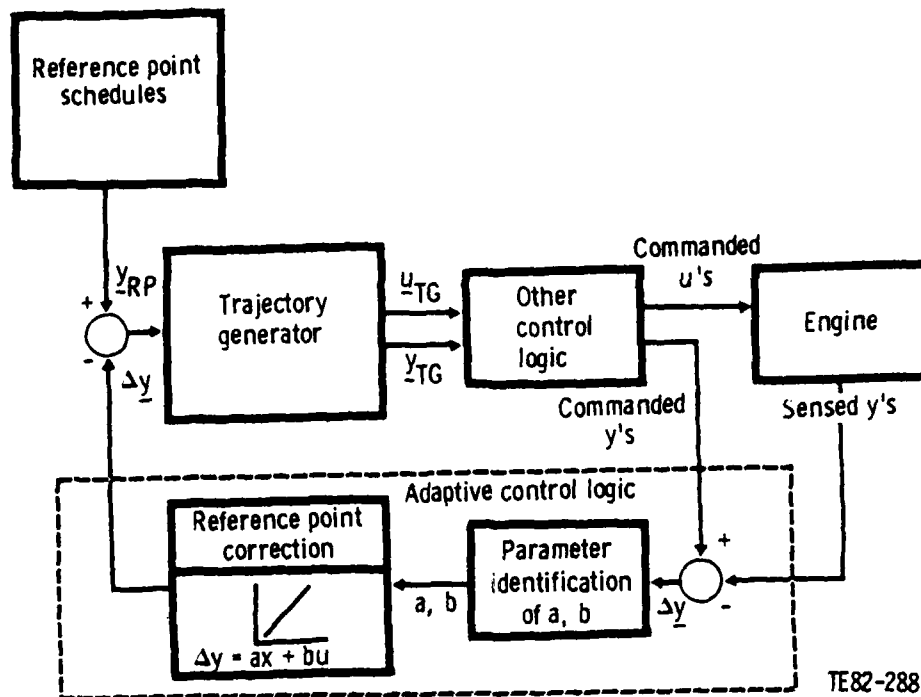 Reference point
schedules
y_RP
+
-
Δy
Trajectory
generator
u_TG
y_TG
Other
control
logic
Commanded
u's
Engine
Commanded
y's
Sensed y's
Adaptive control logic
Reference point
correction
Δy = ax + bu
a, b
Parameter
identification
of a, b
Δy
+
-
TE82-288